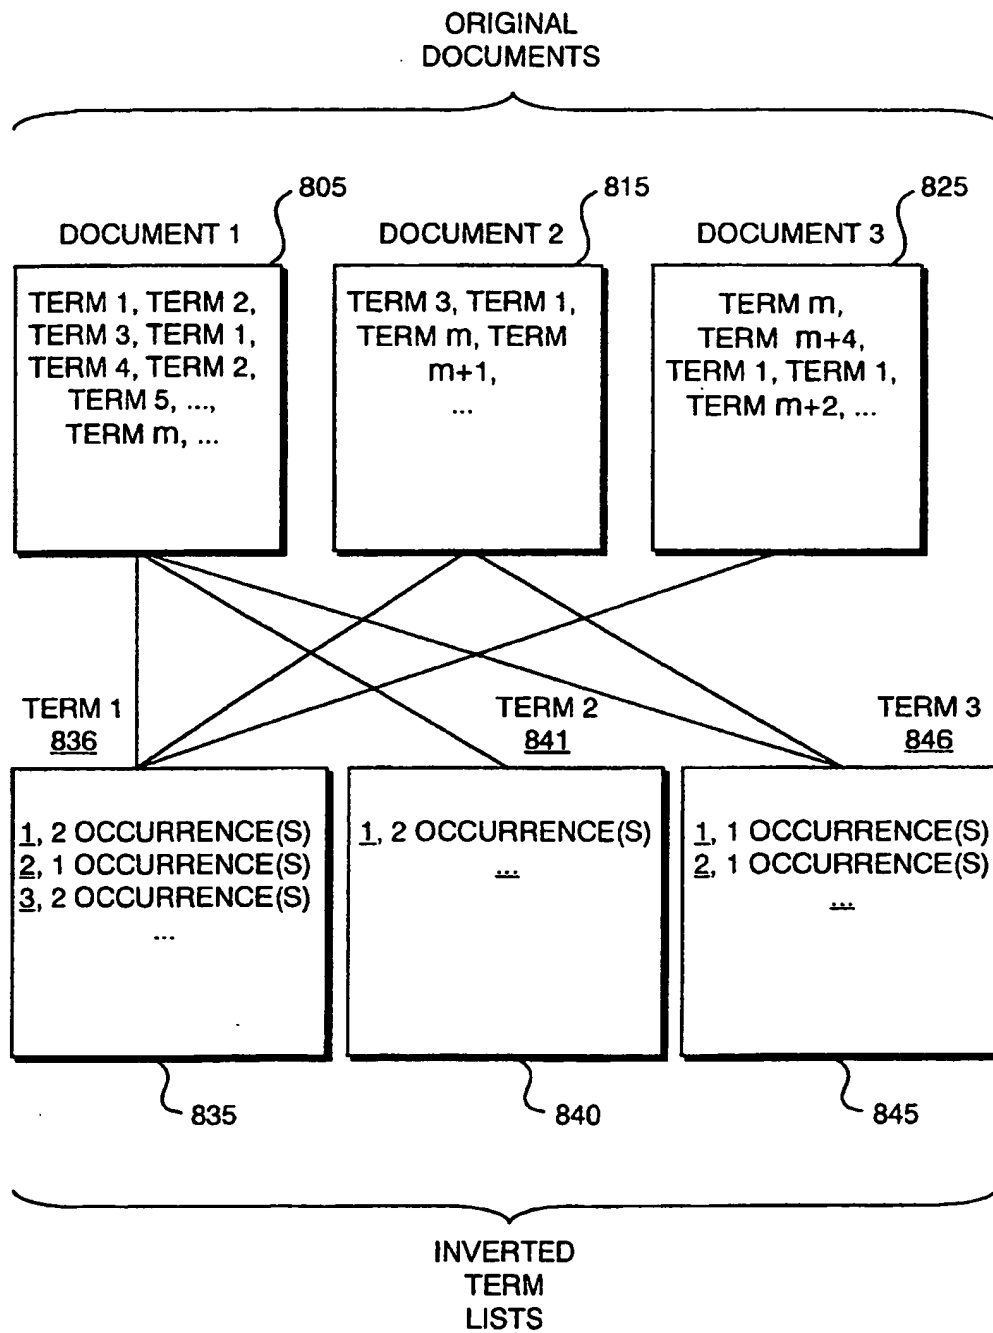 ORIGINAL
DOCUMENTS
805
815
825
DOCUMENT 1
DOCUMENT 2
DOCUMENT 3
TERM 1, TERM 2,
TERM 3, TERM 1,
TERM 4, TERM 2,
TERM 5, ...,
TERM m, ...
TERM 3, TERM 1,
TERM m, TERM
m+1,
...
TERM m,
TERM m+4,
TERM 1, TERM 1,
TERM m+2, ...
TERM 1
836
TERM 2
841
TERM 3
846
1, 2 OCCURRENCE(S)
2, 1 OCCURRENCE(S)
3, 2 OCCURRENCE(S)
...
1, 2 OCCURRENCE(S)
...
1, 1 OCCURRENCE(S)
2, 1 OCCURRENCE(S)
...
835
840
845
INVERTED
TERM
LISTS